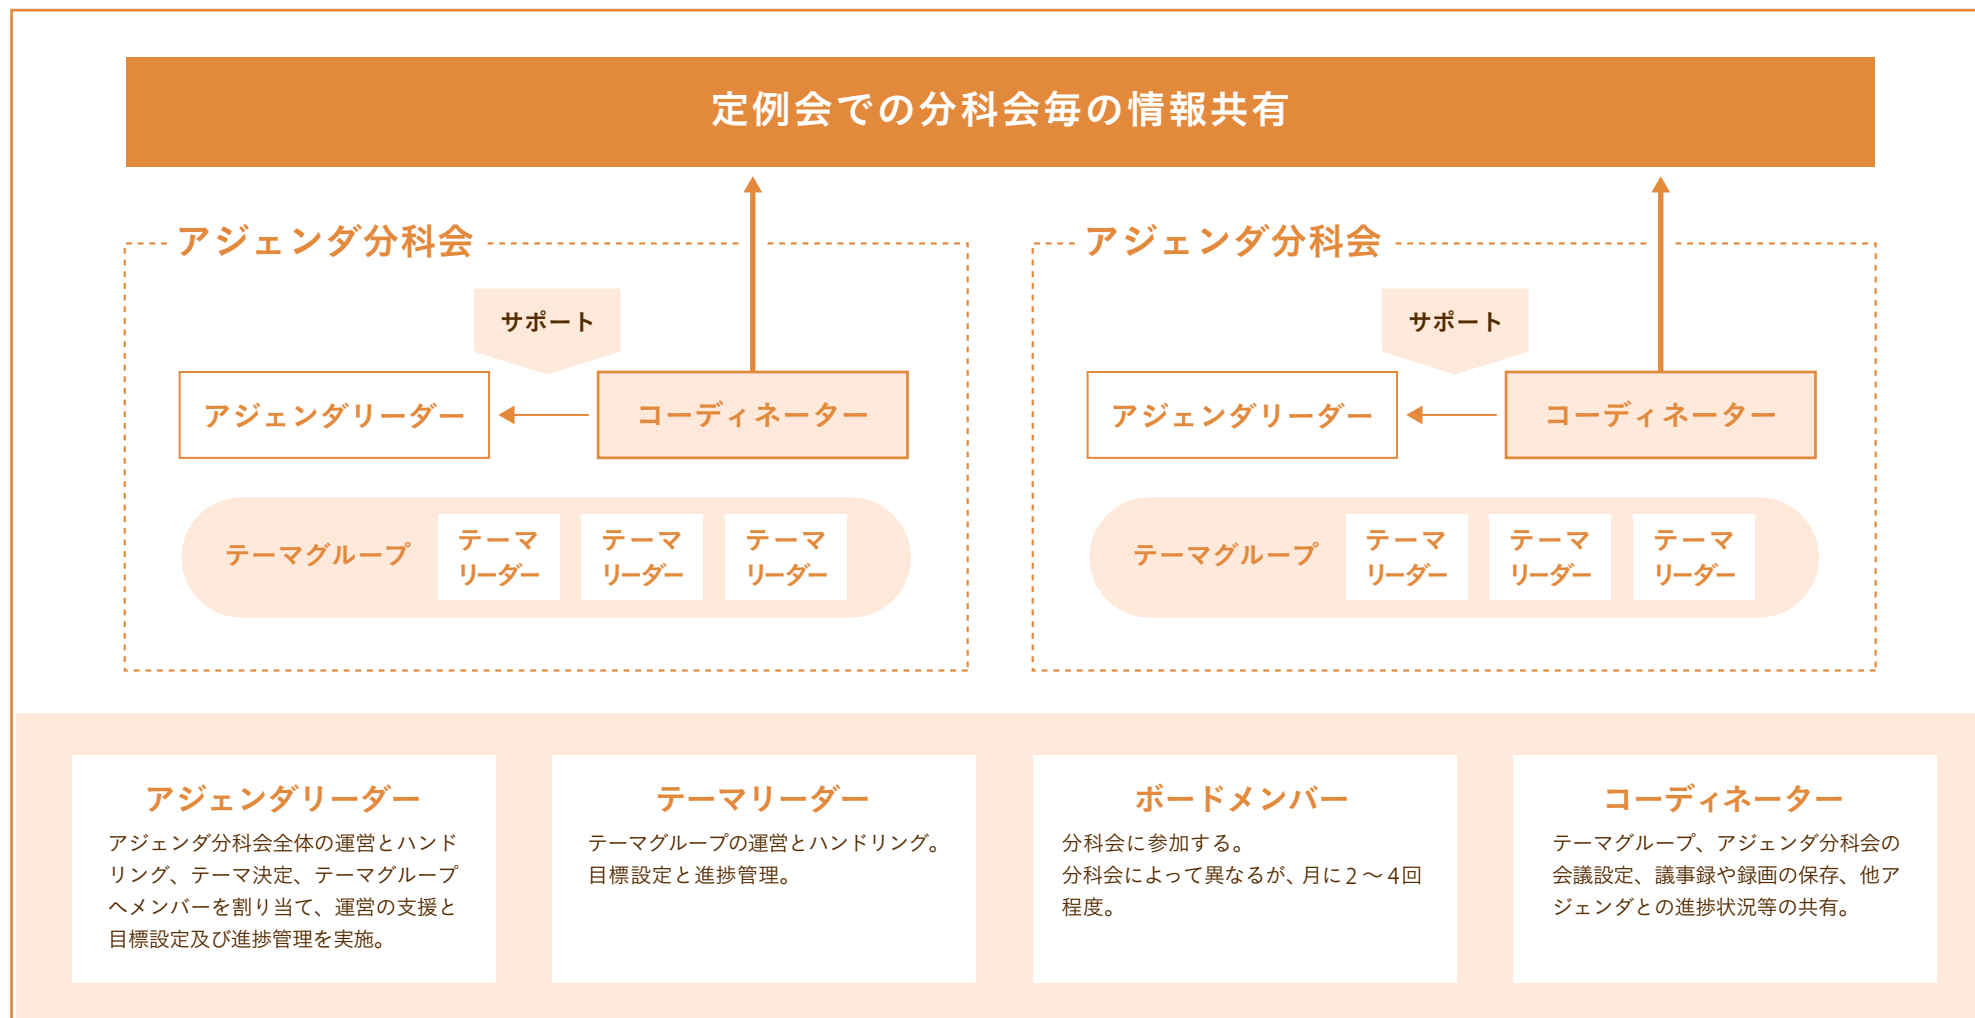 定例会での分科会毎の情報共有
アジェンダ分科会
サポート
アジェンダリーダー
コーディネーター
テーマグループ
テーマ
リーダー
テーマ
リーダー
テーマ
リーダー
アジェンダ分科会
サポート
アジェンダリーダー
コーディネーター
テーマグループ
テーマ
リーダー
テーマ
リーダー
テーマ
リーダー
アジェンダリーダー
アジェンダ分科会全体の運営とハンド
リング、テーマ決定、テーマグループ
へメンバーを割り当て、運営の支援と
目標設定及び進捗管理を実施。
テーマリーダー
テーマグループの運営とハンドリング。
目標設定と進捗管理。
ボードメンバー
分科会に参加する。
分科会によって異なるが、月に２〜４回
程度。
コーディネーター
テーマグループ、アジェンダ分科会の
会議設定、議事録や録画の保存、他ア
ジェンダとの進捗状況等の共有。